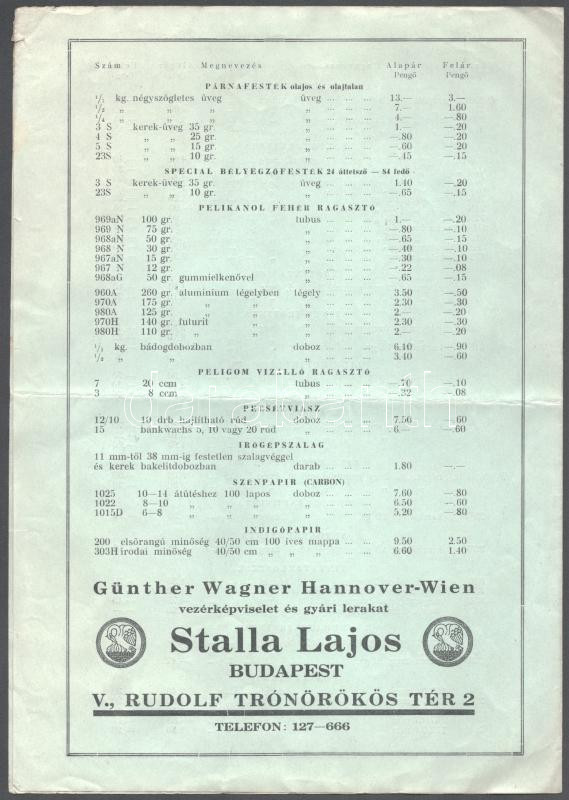 Szám Megnevezés Alapár Felár
Pengő Pengő
PÁRNAFESTÉK olajos és olajtalan
1/1 kg. négyszögletes üveg üveg ... ... ... 13.— 3.—
1/2 „ „ „ „ ... ... ... 7.— 1.60
1/4 „ „ „ „ ... ... ... 4.— —.80
3 S kerek-üveg 35 gr. „ ... ... ... 1.— —.20
4 S „ „ 25 gr. „ ... ... ... —.80 —.20
5 S „ „ 15 gr. „ ... ... ... —.60 —.20
23S „ „ 10 gr. „ ... ... ... —.45 —.15
SPECIAL BÉLYEGZŐFESTÉK 24 áttetsző — 84 fedő
3 S kerek-üveg 35 gr. üveg ... ... ... 1.40 —.20
23S „ „ 10 gr. „ ... ... ... —.65 —.15
PELIKANOL FEHÉR RAGASZTÓ
969aN 100 gr. tubus ... ... ... 1.— —.20
969 N 75 gr. „ ... ... ... —.80 —.10
968aN 50 gr. „ ... ... ... —.65 —.15
968 N 30 gr. „ ... ... ... —.40 —.10
967aN 15 gr. „ ... ... ... —.30 —.10
967 N 12 gr. „ ... ... ... —.22 —.08
968aG 50 gr. gummielkenővel „ ... ... ... —.65 —.15
960A 260 gr. aluminium tégelyben tégely ... ... ... 3.50 —.50
970A 175 gr. „ „ „ ... ... ... 2.30 —.30
980A 125 gr. „ „ „ ... ... ... 2.— —.20
970H 140 gr. futurit „ „ ... ... ... 2.30 —.30
980H 110 gr. „ „ „ ... ... ... 2.— —.20
1/1 kg. bádogdobozban doboz ... ... ... 6.10 —.90
1/2 „ „ „ ... ... ... 3.40 —.60
PELIGOM VIZÁLLÓ RAGASZTÓ
7 20 ccm tubus ... ... ... —.70 —.10
3 8 ccm „ ... ... ... —.32 —.08
PECSÉTVIASZ
12/10 10 drb. hajlítható rúd doboz ... ... ... 7.50 —.60
15 bankwachs 5, 10 vagy 20 rúd „ ... ... ... 6.— —.60
IRÓGÉPSZALAG
11 mm-től 38 mm-ig festetlen szalagvéggel
és kerek bakelitdobozban darab ... ... ... 1.80 —.—
SZÉNPAPÍR (CARBON)
1025 10—14 átütéshez 100 lapos doboz ... ... ... 7.60 —.80
1022 8—10 „ „ „ „ ... ... ... 6.50 —.60
1015D 6—8 „ „ „ „ ... ... ... 5.20 —.80
INDIGÓPAPIR
200 elsőrangú minőség 40/50 cm 100 íves mappa ... ... 9.50 2.50
303H irodai minőség 40/50 cm „ „ „ ... ... 6.60 1.40
Günther Wagner Hannover-Wien
vezérképviselet és gyári lerakat
Stalla Lajos
BUDAPEST
V., RUDOLF TRÓNÖRÖKÖS TÉR 2
TELEFON: 127—666
darabanth